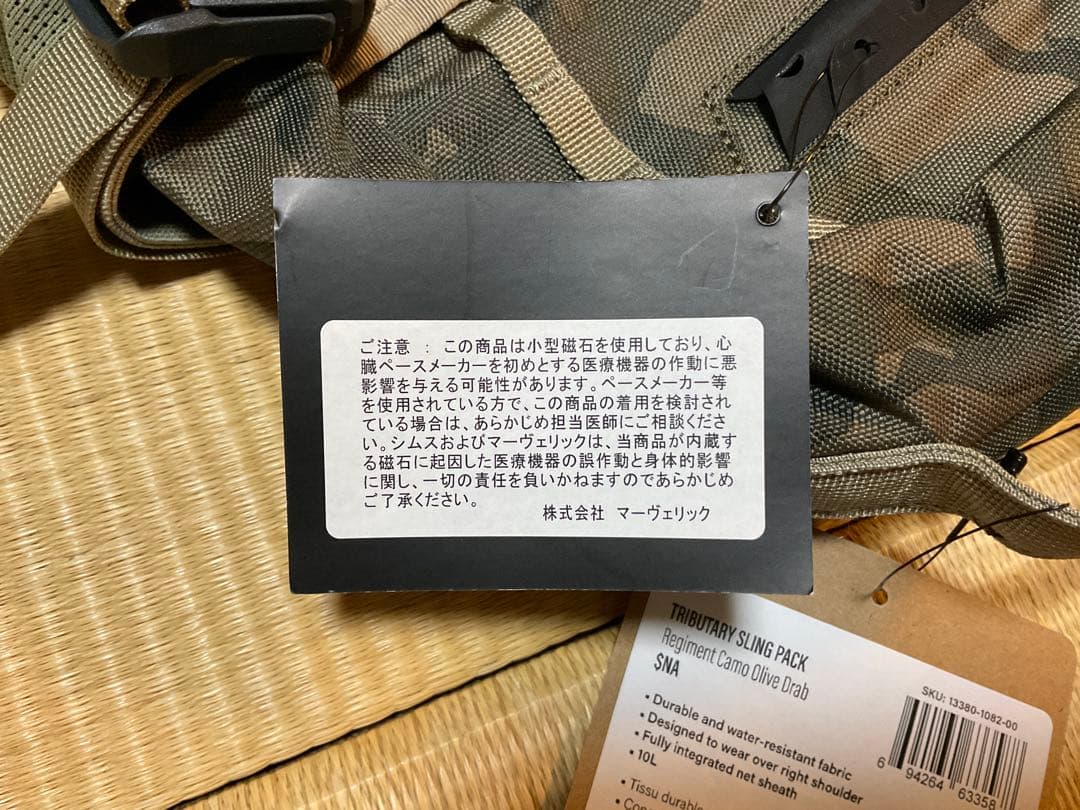 ご注意 : この商品は小型磁石を使用しており、心
臓ペースメーカーを初めとする医療機器の作動に悪
影響を与える可能性があります。ペースメーカー等
を使用されている方で、この商品の着用を検討され
ている場合は、あらかじめ担当医師にご相談くださ
い。シムスおよびマーヴェリックは、当商品が内蔵す
る磁石に起因した医療機器の誤作動と身体的影響
に関し、一切の責任を負いかねますのであらかじめ
ご了承ください。
株式会社 マーヴェリック
TRIBUTARY SLING PACK
Regiment Camo Olive Drab
$NA
SKU: 13380-1082-00
• Durable and water-resistant fabric
• Designed to wear over right shoulder
• Fully integrated net sheath
• 10L
6 94264 63358
• Tissu durable